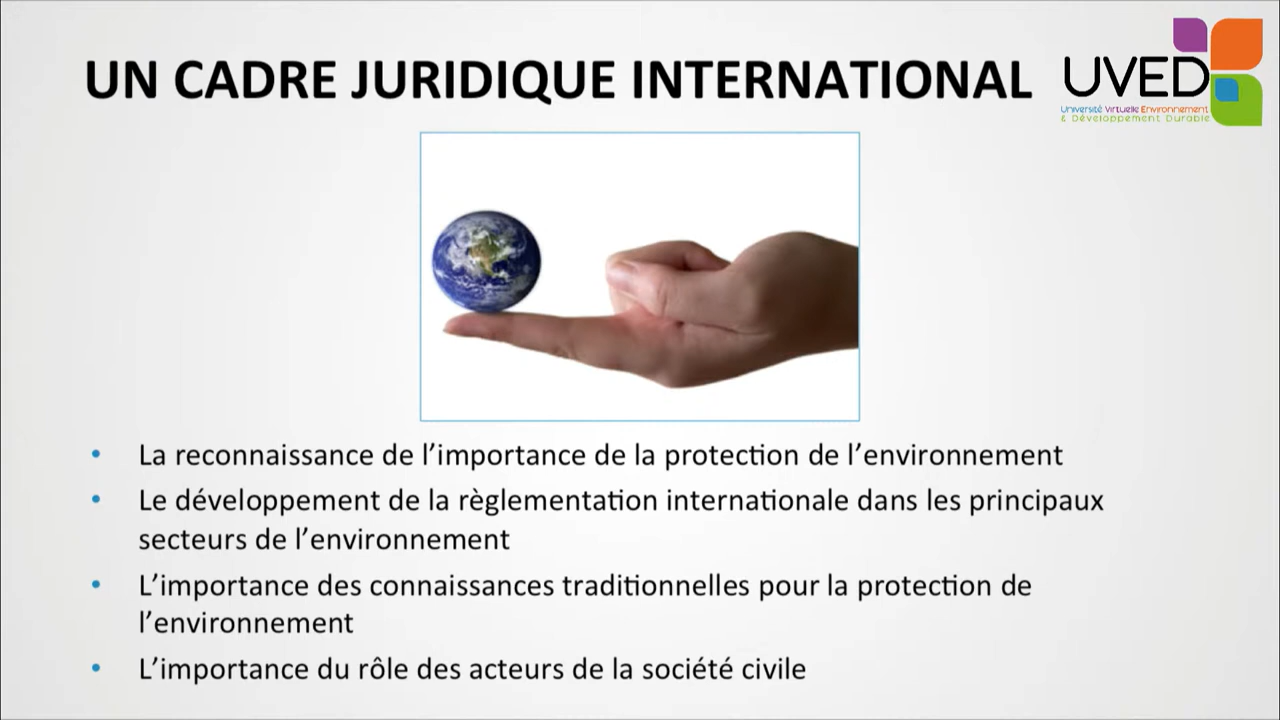 UN CADRE JURIDIQUE INTERNATIONAL
UVED
Université Virtuelle Environnement
& Développement Durable
• La reconnaissance de l’importance de la protection de l’environnement
• Le développement de la règlementation internationale dans les principaux
secteurs de l’environnement
• L’importance des connaissances traditionnelles pour la protection de
l’environnement
• L’importance du rôle des acteurs de la société civile